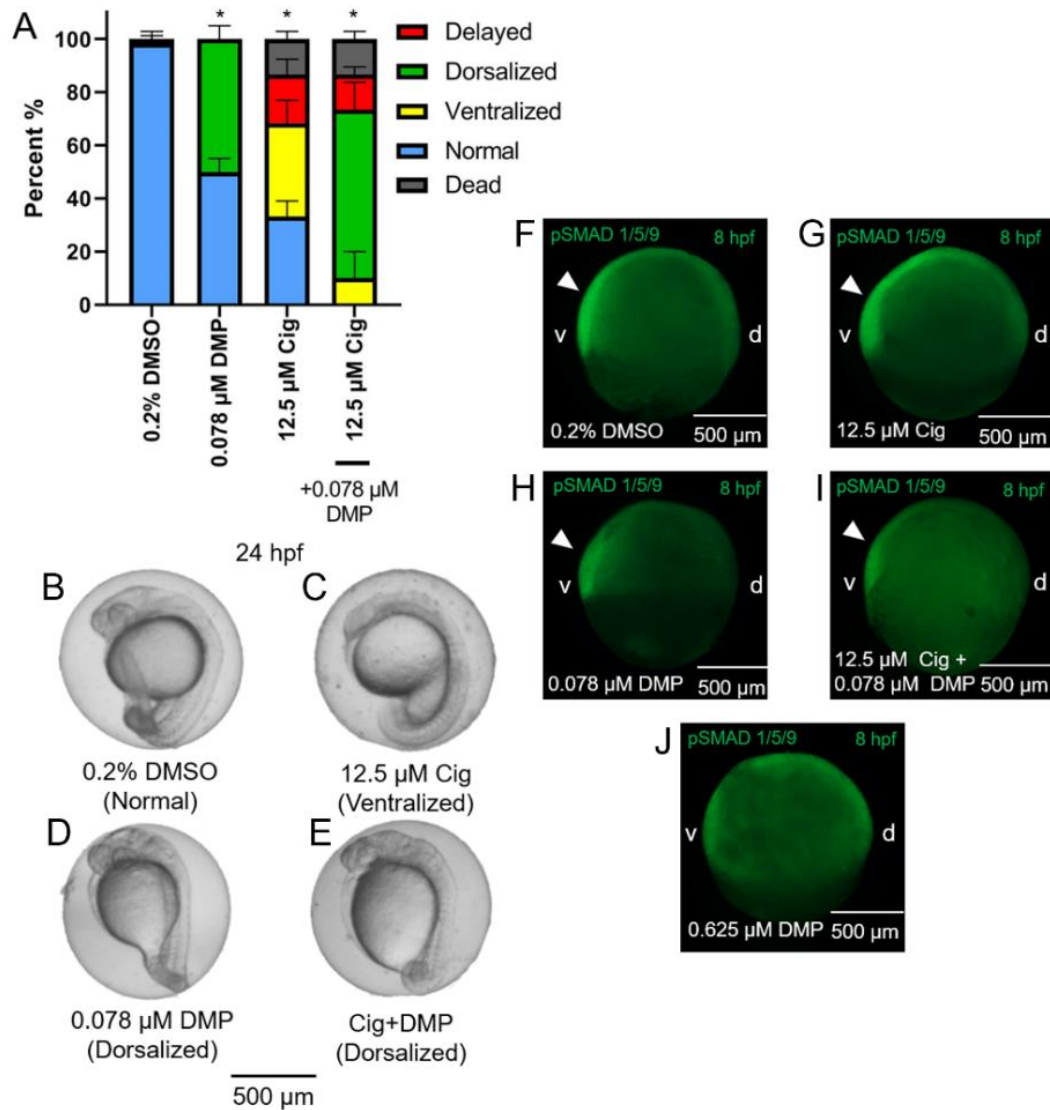 A
Percent %
100
80
60
40
20
0
*
*
*
Delayed
Dorsalized
Ventralized
Normal
Dead
0.2% DMSO
0.078 µM DMP
12.5 µM Cig
12.5 µM Cig
+0.078 µM
DMP
24 hpf
B
0.2% DMSO
(Normal)
C
12.5 µM Cig
(Ventralized)
D
0.078 µM DMP
(Dorsalized)
E
Cig+DMP
(Dorsalized)
500 µm
F
pSMAD 1/5/9 8 hpf
v d
0.2% DMSO 500 µm
G
pSMAD 1/5/9 8 hpf
v d
12.5 µM Cig 500 µm
H
pSMAD 1/5/9 8 hpf
v d
0.078 µM DMP 500 µm
I
pSMAD 1/5/9 8 hpf
v d
12.5 µM Cig +
0.078 µM DMP 500 µm
J
pSMAD 1/5/9 8 hpf
v d
0.625 µM DMP 500 µm